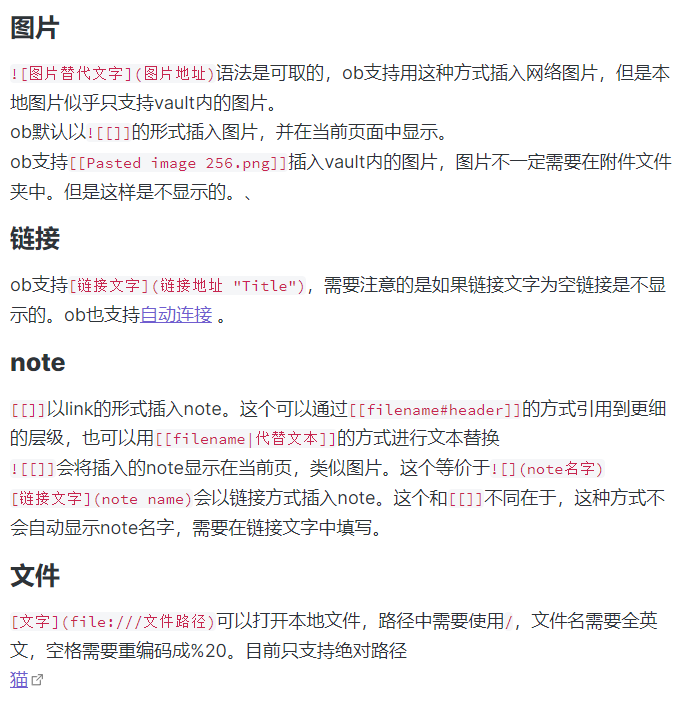 图片
![图片替代文字](图片地址)语法是可取的，ob支持用这种方式插入网络图片，但是本
地图片似乎只支持vault内的图片。
ob默认以![[]]的形式插入图片，并在当前页面中显示。
ob支持[[Pasted image 256.png]]插入vault内的图片，图片不一定需要在附件文件
夹中。但是这样是不显示的。、
链接
ob支持[链接文字](链接地址 "Title")，需要注意的是如果链接文字为空链接是不显
示的。ob也支持自动连接 。
note
[[]]以link的形式插入note。这个可以通过[[filename#header]]的方式引用到更细
的层级，也可以用[[filename|代替文本]]的方式进行文本替换
![[]]会将插入的note显示在当前页，类似图片。这个等价于![](note名字)
[链接文字](note name)会以链接方式插入note。这个和[[]]不同在于，这种方式不
会自动显示note名字，需要在链接文字中填写。
文件
[文字](file:///文件路径)可以打开本地文件，路径中需要使用/，文件名需要全英
文，空格需要重编码成%20。目前只支持绝对路径
猫